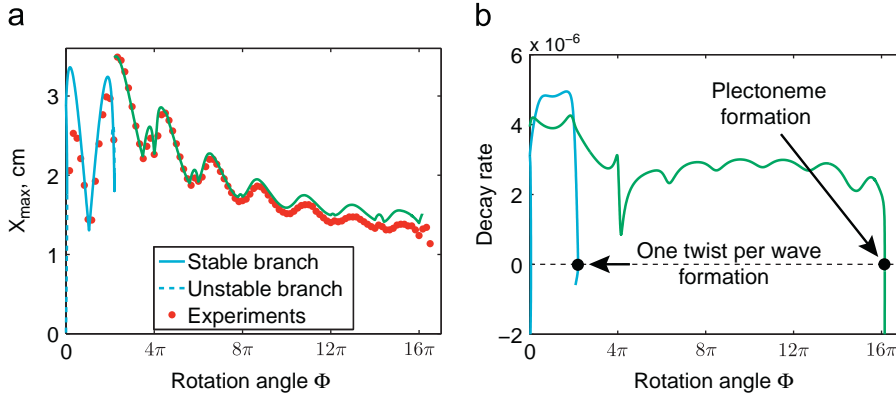 a
X_max, cm
3
2
1
0
0
4π
8π
12π
16π
Rotation angle Φ
Stable branch
Unstable branch
Experiments
b
x 10⁻⁶
Decay rate
6
4
2
0
−2
0
4π
8π
12π
16π
Rotation angle Φ
Plectoneme
formation
One twist per wave
formation